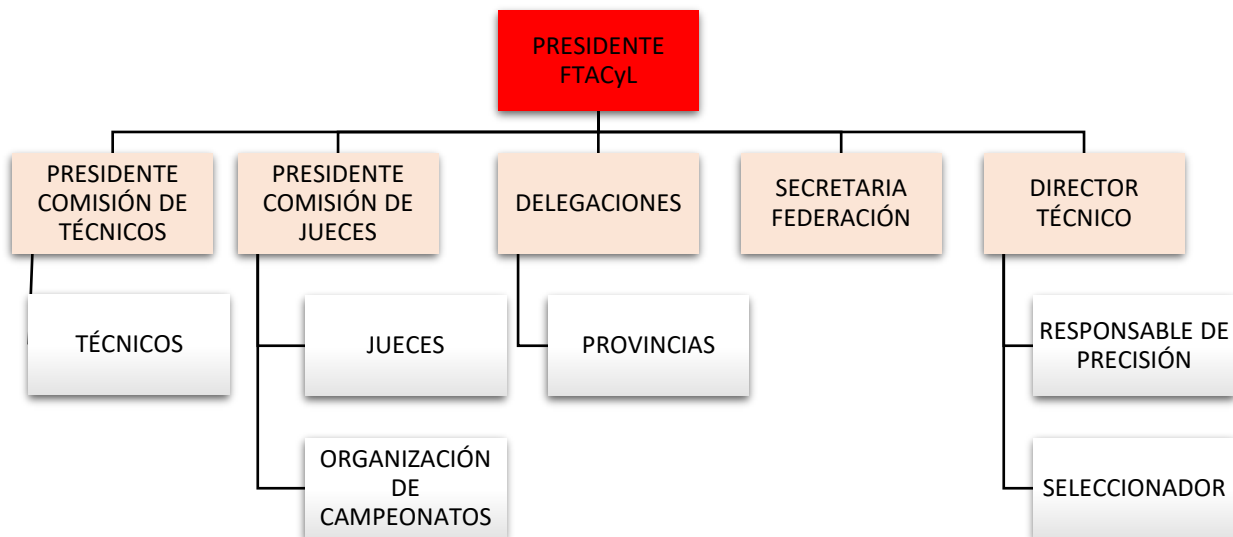 PRESIDENTE
FTACyL
PRESIDENTE
COMISIÓN DE
TÉCNICOS
PRESIDENTE
COMISIÓN DE
JUECES
DELEGACIONES
SECRETARIA
FEDERACIÓN
DIRECTOR
TÉCNICO
TÉCNICOS
JUECES
PROVINCIAS
RESPONSABLE DE
PRECISIÓN
ORGANIZACIÓN
DE
CAMPEONATOS
SELECCIONADOR